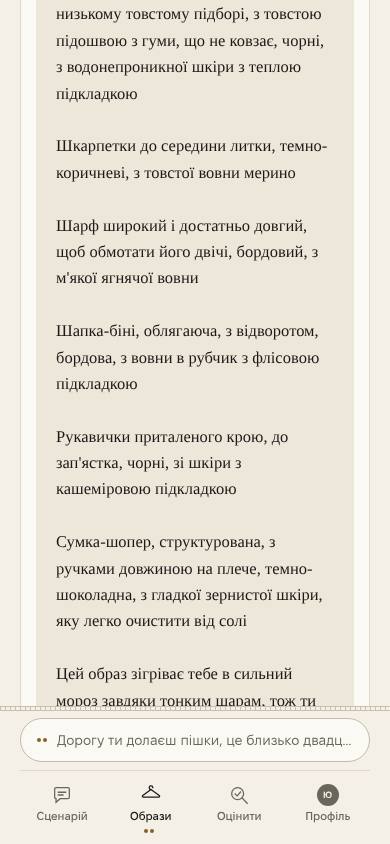 низькому товстому підборі, з товстою
підошвою з гуми, що не ковзає, чорні,
з водонепроникної шкіри з теплою
підкладкою
Шкарпетки до середини литки, темно-
коричневі, з товстої вовни мерино
Шарф широкий і достатньо довгий,
щоб обмотати його двічі, бордовий, з
м'якої ягнячої вовни
Шапка-біні, облягаюча, з відворотом,
бордова, з вовни в рубчик з флісовою
підкладкою
Рукавички приталеного крою, до
зап'ястка, чорні, зі шкіри з
кашеміровою підкладкою
Сумка-шопер, структурована, з
ручками довжиною на плече, темно-
шоколадна, з гладкої зернистої шкіри,
яку легко очистити від солі
Цей образ зігріває тебе в сильний
мороз завдяки тонким шарам, тож ти
Дорогу ти долаєш пішки, це близько двадц...
Сценарій
Образи
Оцінити
Ю
Профіль